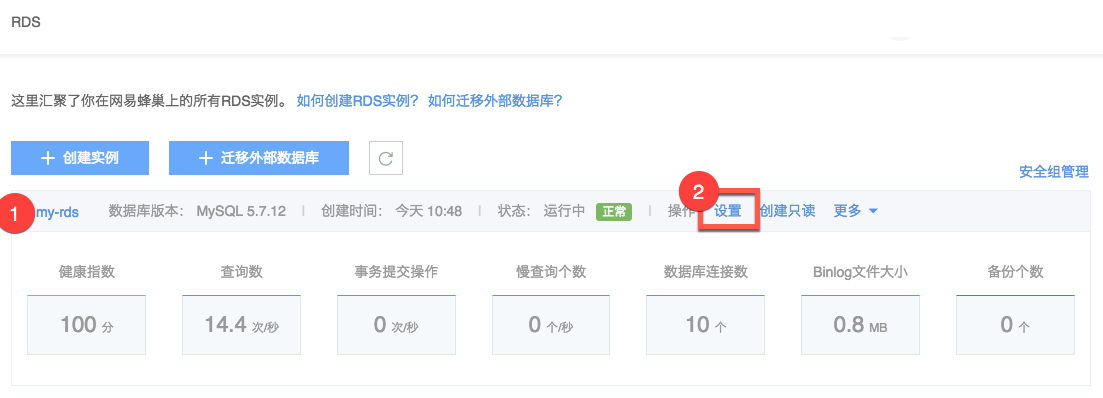 RDS
这里汇聚了你在网易蜂巢上的所有RDS实例。 如何创建RDS实例? 如何迁移外部数据库?
+ 创建实例 + 迁移外部数据库
安全组管理
1 my-rds 数据库版本: MySQL 5.7.12 | 创建时间: 今天 10:48 | 状态: 运行中 正常 | 操作 2 设置 创建只读 更多
健康指数 查询数 事务提交操作 慢查询个数 数据库连接数 Binlog文件大小 备份个数
100 分 14.4 次/秒 0 次/秒 0 个/秒 10 个 0.8 MB 0 个